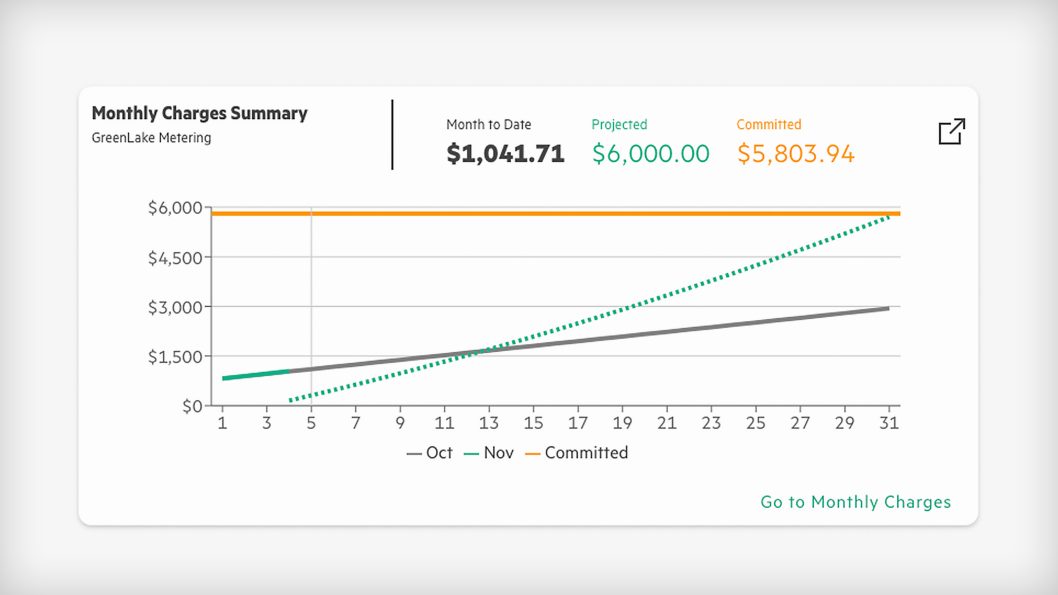 Monthly Charges Summary
GreenLake Metering
Month to Date
$1,041.71
Projected
$6,000.00
Committed
$5,803.94
$6,000
$4,500
$3,000
$1,500
$0
1 3 5 7 9 11 13 15 17 19 21 23 25 27 29 31
Oct Nov Committed
Go to Monthly Charges